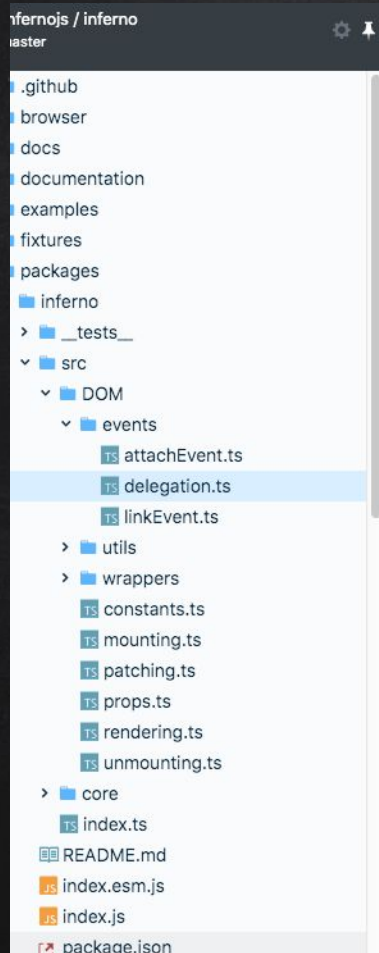 nfernojs / inferno
aster
.github
browser
docs
documentation
examples
fixtures
packages
inferno
__tests__
src
DOM
events
TS attachEvent.ts
TS delegation.ts
TS linkEvent.ts
utils
wrappers
TS constants.ts
TS mounting.ts
TS patching.ts
TS props.ts
TS rendering.ts
TS unmounting.ts
core
TS index.ts
README.md
JS index.esm.js
JS index.js
package.json